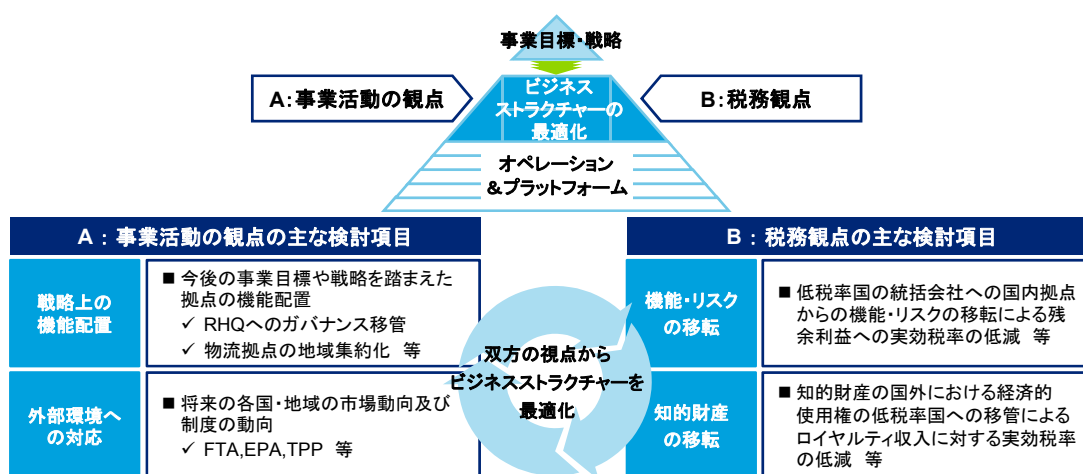 事業目標・戦略
A：事業活動の観点
ビジネス
ストラクチャーの
最適化
B：税務観点
オペレーション
＆プラットフォーム
A ： 事業活動の観点の主な検討項目
戦略上の
機能配置
■ 今後の事業目標や戦略を踏まえた
拠点の機能配置
✓ RHQへのガバナンス移管
✓ 物流拠点の地域集約化 等
外部環境へ
の対応
■ 将来の各国・地域の市場動向及び
制度の動向
✓ FTA,EPA,TPP 等
双方の視点から
ビジネスストラクチャーを
最適化
B ： 税務観点の主な検討項目
機能・リスク
の移転
■ 低税率国の統括会社への国内拠点
からの機能・リスクの移転による残
余利益への実効税率の低減 等
知的財産
の移転
■ 知的財産の国外における経済的
使用権の低税率国への移管による
ロイヤルティ収入に対する実効税率
の低減 等